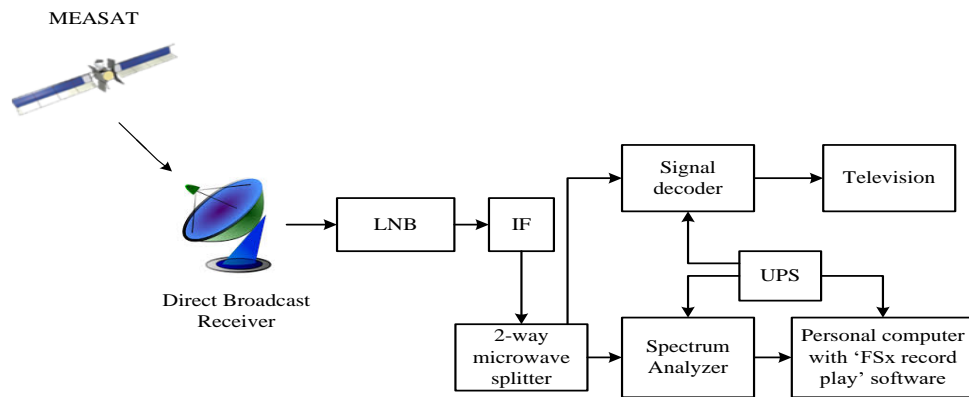 MEASAT
Direct Broadcast
Receiver
LNB
IF
2-way
microwave
splitter
Signal
decoder
Television
UPS
Spectrum
Analyzer
Personal computer
with ‘FSx record
play’ software